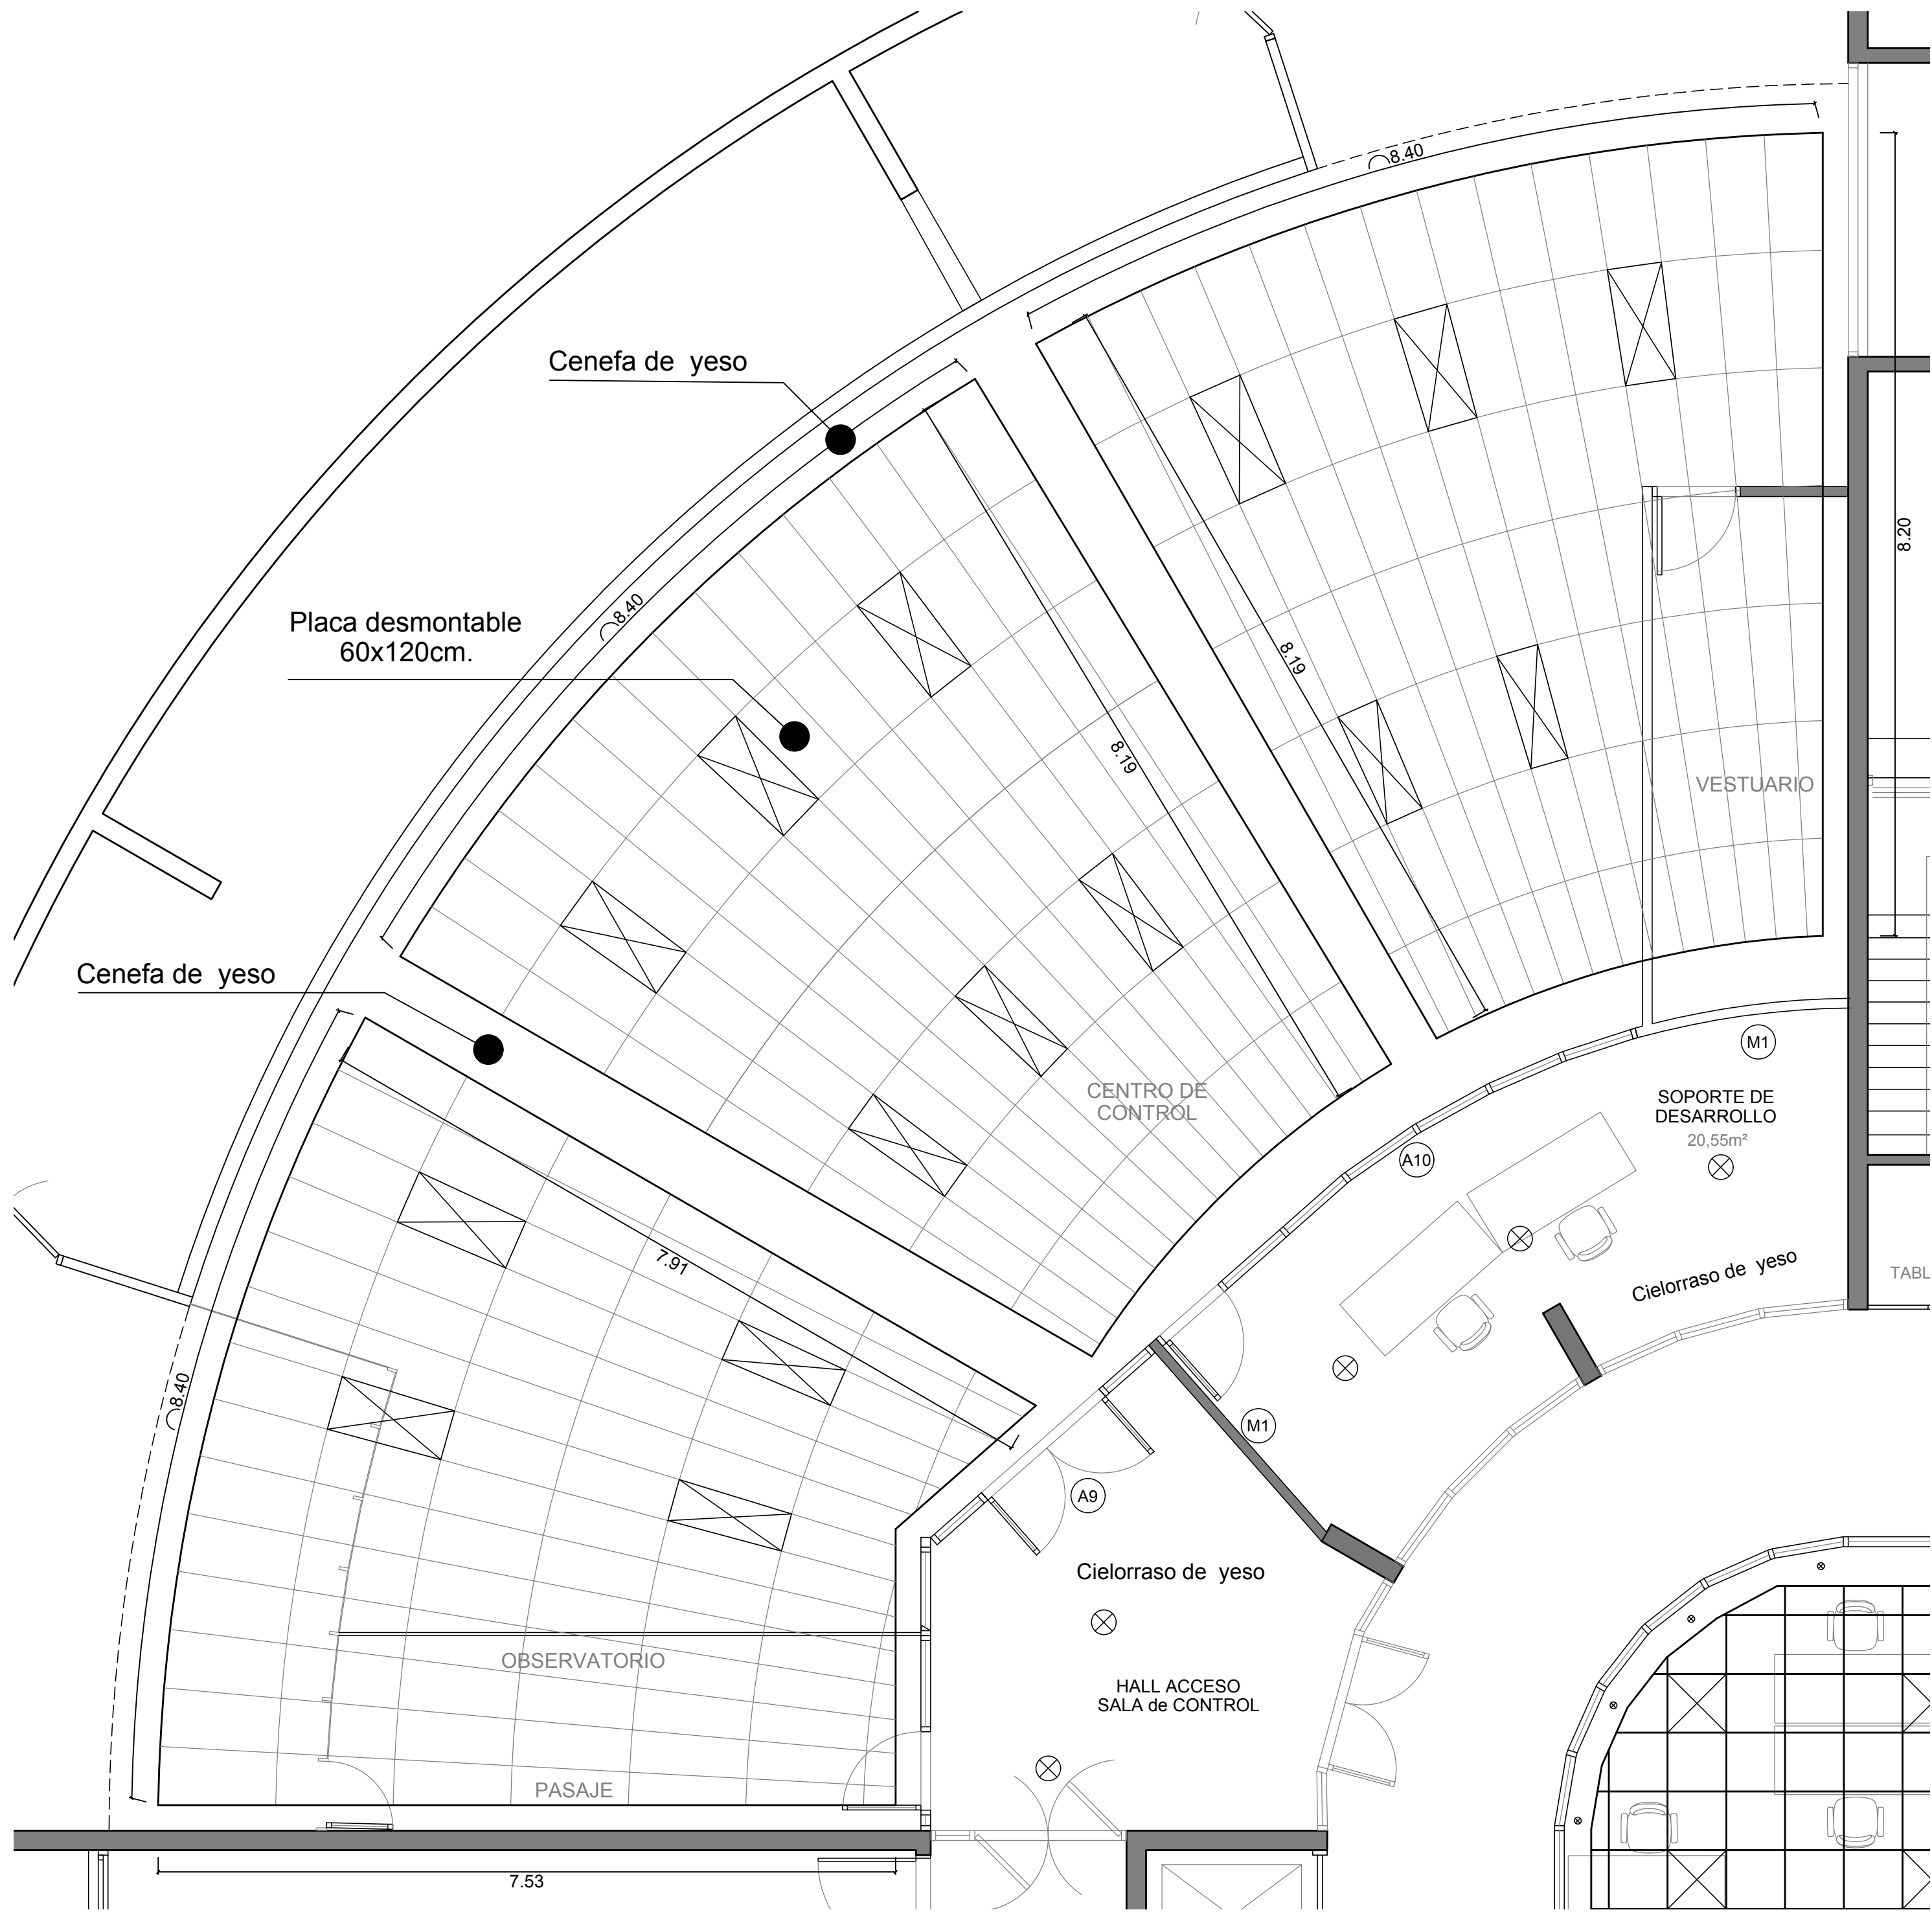 8.40
Cenefa de yeso
8.20
Placa desmontable
60x120cm.
8.40
8.19
8.19
VESTUARIO
Cenefa de yeso
M1
CENTRO DE
CONTROL
SOPORTE DE
DESARROLLO
20,55m²
A10
7.91
Cielorraso de yeso
TABL
8.40
M1
A9
Cielorraso de yeso
OBSERVATORIO
HALL ACCESO
SALA de CONTROL
PASAJE
7.53